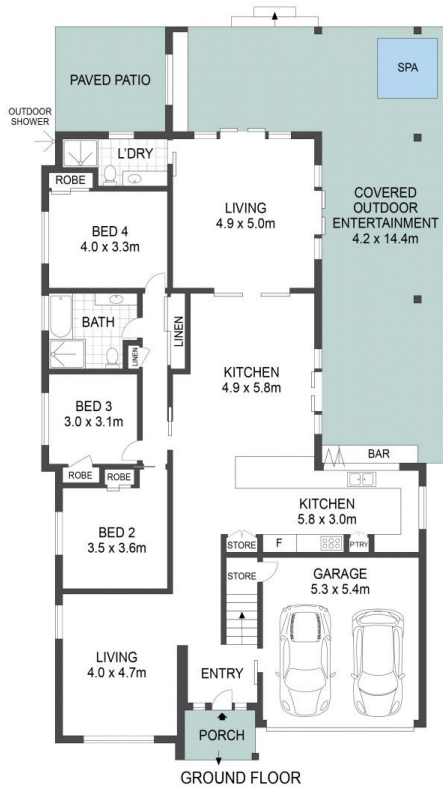 PAVED PATIO
SPA
OUTDOOR
SHOWER
L'DRY
ROBE
BED 4
4.0 x 3.3m
LIVING
4.9 x 5.0m
COVERED
OUTDOOR
ENTERTAINMENT
4.2 x 14.4m
BATH
LINEN
LINEN
KITCHEN
4.9 x 5.8m
BED 3
3.0 x 3.1m
ROBE
ROBE
BAR
KITCHEN
5.8 x 3.0m
BED 2
3.5 x 3.6m
STORE
F
P'TRY
STORE
GARAGE
5.3 x 5.4m
LIVING
4.0 x 4.7m
ENTRY
PORCH
GROUND FLOOR